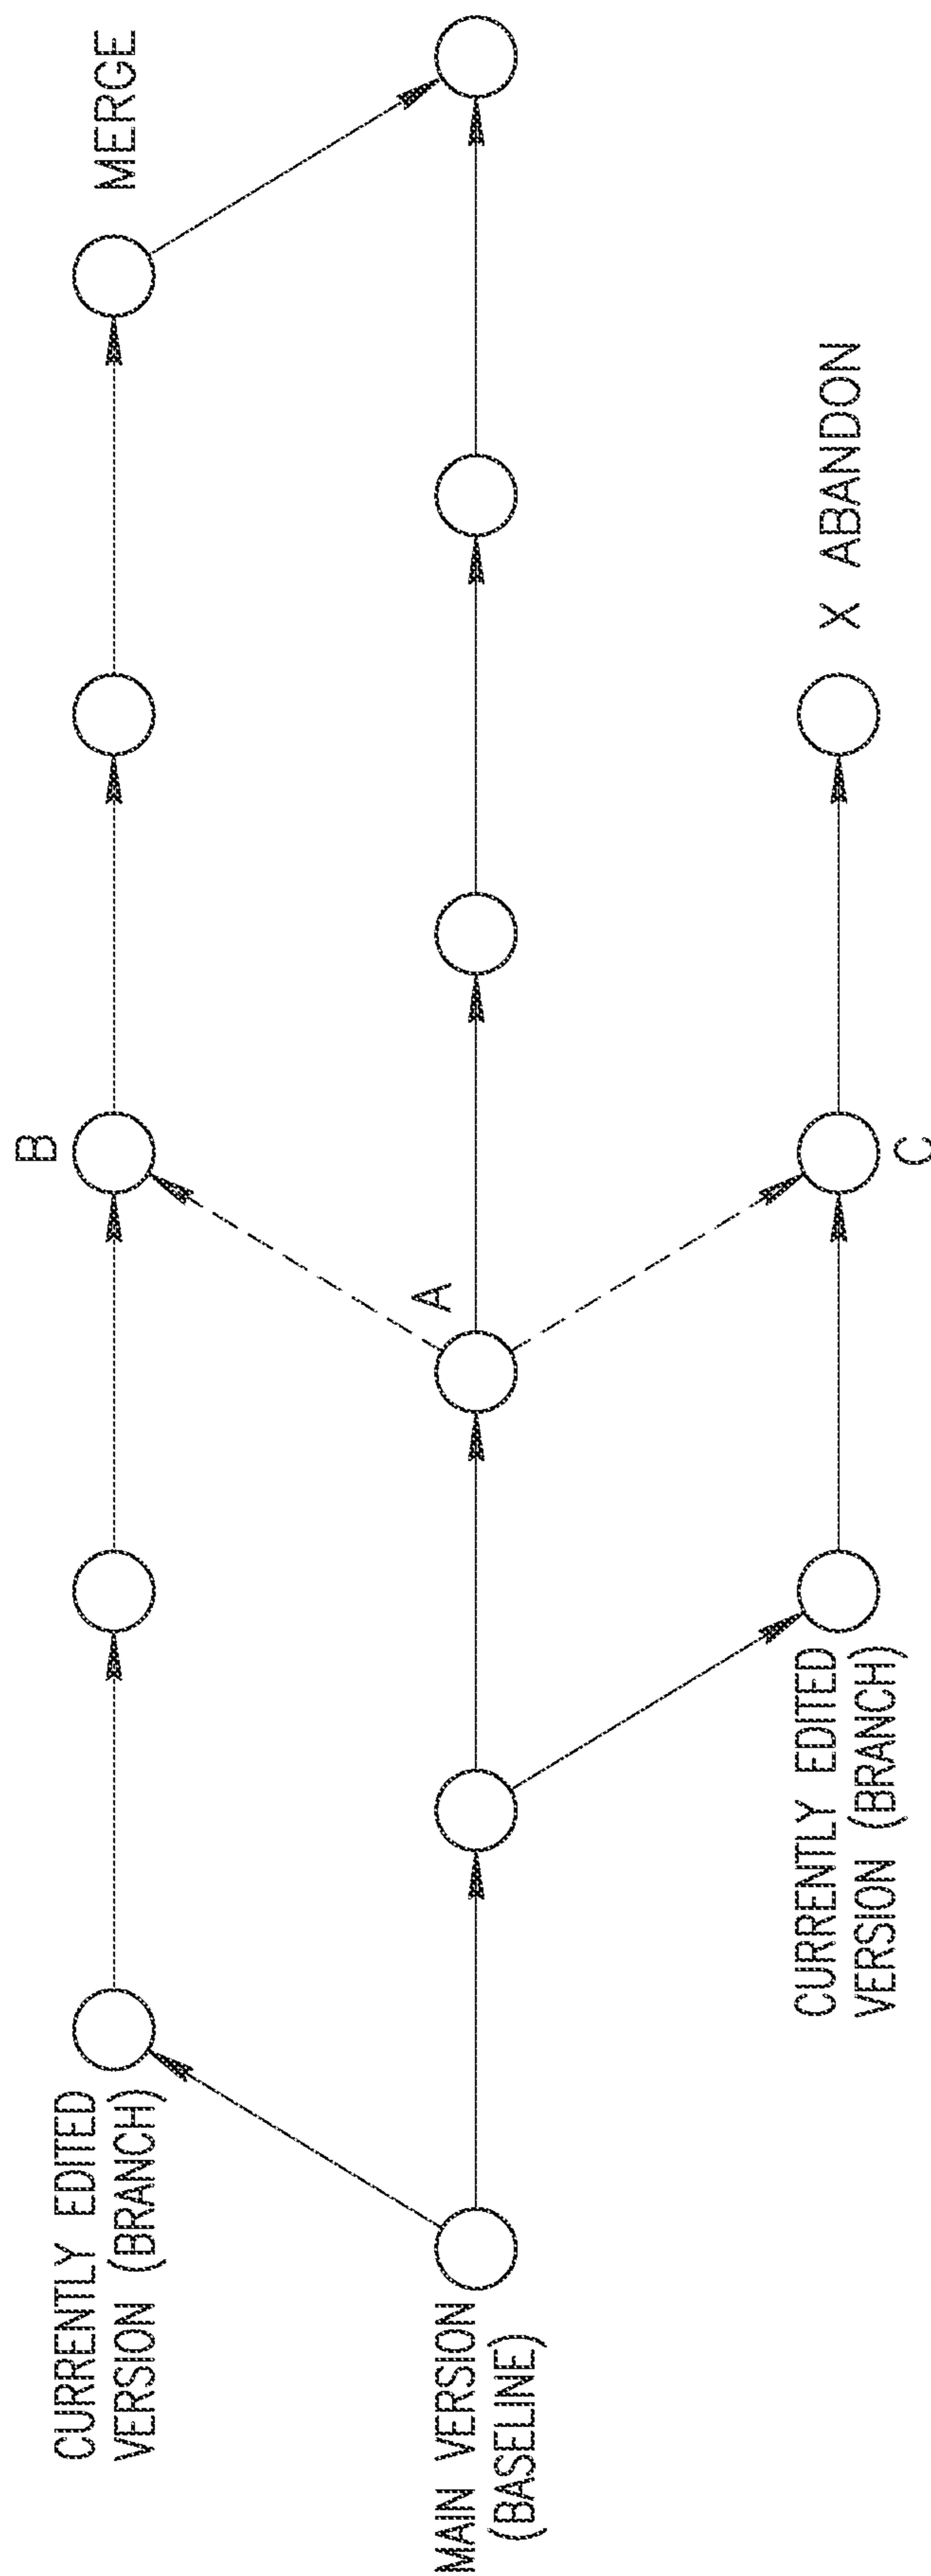 CURRENTLY EDITED
VERSION (BRANCH)
B
MERGE
MAIN VERSION
(BASELINE)
A
CURRENTLY EDITED
VERSION (BRANCH)
C
X ABANDON